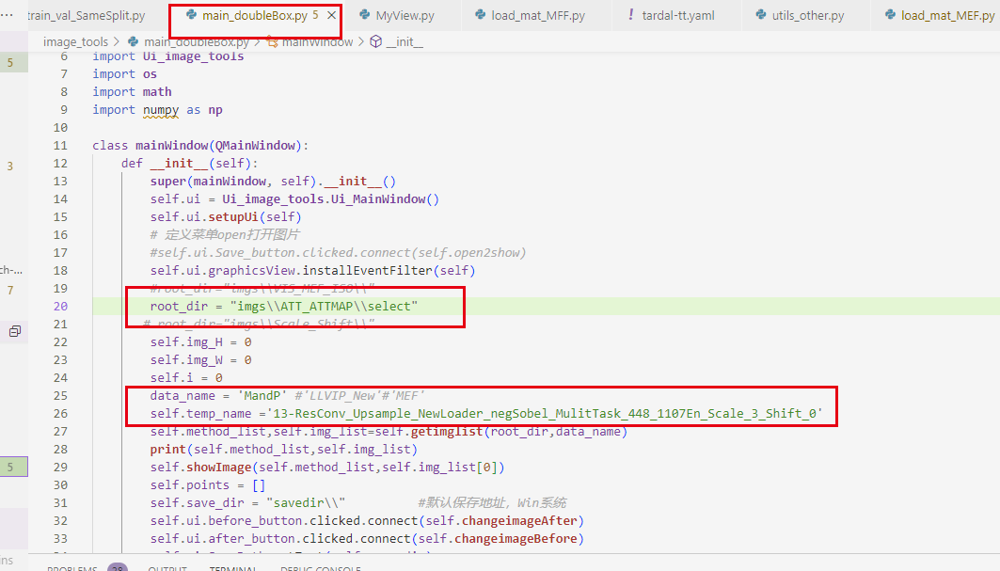 train_val_SameSplit.py main_doubleBox.py 5 × MyView.py load_mat_MFF.py ! tardal-tt.yaml utils_other.py load_mat_MEF.py
image_tools > main_doubleBox.py > mainWindow > __init__
5
6 import Ui_image_tools
7 import os
8 import math
9 import numpy as np
10
11 class mainWindow(QMainWindow):
3
12 def __init__(self):
13 super(mainWindow, self).__init__()
14 self.ui = Ui_image_tools.Ui_MainWindow()
15 self.ui.setupUi(self)
16 # 定义菜单open打开图片
17 #self.ui.Save_button.clicked.connect(self.open2show)
ch-...
18 self.ui.graphicsView.installEventFilter(self)
7
19 #root_dir="imgs\\VIS_MEF_ISO\\"
20 root_dir = "imgs\\ATT_ATTMAP\\select"
21 # root_dir="imgs\\Scale_Shift\\"
22 self.img_H = 0
23 self.img_W = 0
24 self.i = 0
25 data_name = 'MandP' #'LLVIP_New'#'MEF'
26 self.temp_name ='13-ResConv_Upsample_NewLoader_negSobel_MulitTask_448_1107En_Scale_3_Shift_0'
27 self.method_list,self.img_list=self.getimglist(root_dir,data_name)
28 print(self.method_list,self.img_list)
5
29 self.showImage(self.method_list,self.img_list[0])
30 self.points = []
31 self.save_dir = "savedir\\" #默认保存地址，Win系统
32 self.ui.before_button.clicked.connect(self.changeimageAfter)
33 self.ui.after_button.clicked.connect(self.changeimageBefore)
ins
PROBLEMS 28 OUTPUT TERMINAL DEBUG CONSOLE